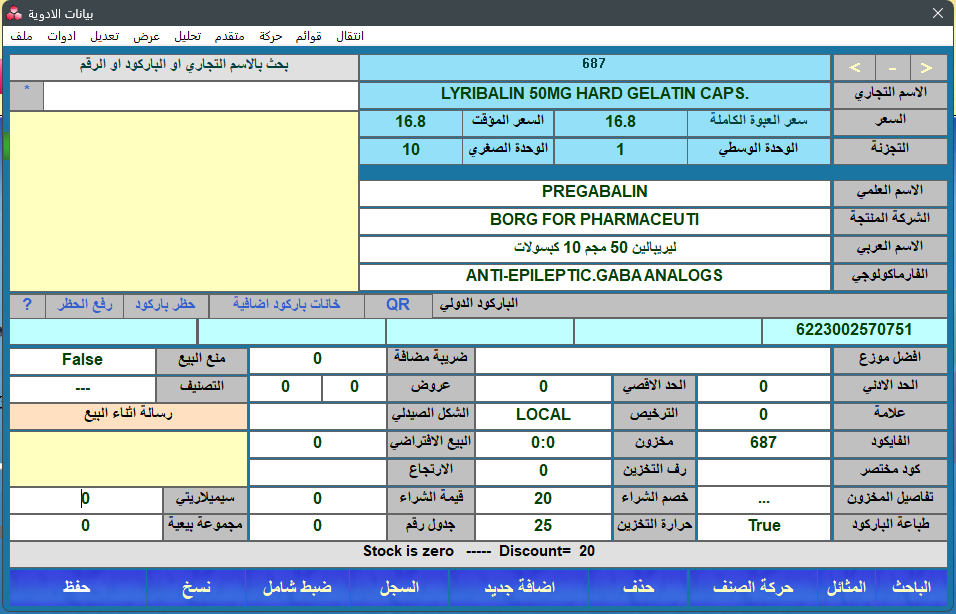 بيانات الادوية
ملف ادوات تعديل عرض تحليل متقدم حركة قوائم انتقال
< - > 687 بحث بالاسم التجاري او الباركود او الرقم
الاسم التجاري LYRIBALIN 50MG HARD GELATIN CAPS. *
السعر سعر العبوة الكاملة 16.8 السعر المؤقت 16.8
التجزئة الوحدة الوسطي 1 الوحدة الصغري 10
الاسم العلمي PREGABALIN
الشركة المنتجة BORG FOR PHARMACEUTI
الاسم العربي ليريبالين 50 مجم 10 كبسولات
الفارماكولوجي ANTI-EPILEPTIC.GABA ANALOGS
الباركود الدولي QR خانات باركود اضافية حظر باركود رفع الحظر ?
6223002570751
افضل موزع ضريبة مضافة 0 منع البيع False
الحد الادني 0 الحد الاقصي 0 عروض 0 0 التصنيف ---
علامة 0 الترخيص LOCAL الشكل الصيدلي رسالة اثناء البيع
الفايكود 687 مخزون 0:0 البيع الافتراضي 0
كود مختصر رف التخزين 0 الارتجاع
تفاصيل المخزون ... خصم الشراء 20 قيمة الشراء 0 سيميلاريتي 0
طباعة الباركود True حرارة التخزين 25 جدول رقم 0 مجموعة بيعية 0
Stock is zero ----- Discount= 20
الباحث المثائل حركة الصنف حذف اضافة جديد السجل ضبط شامل نسخ حفظ